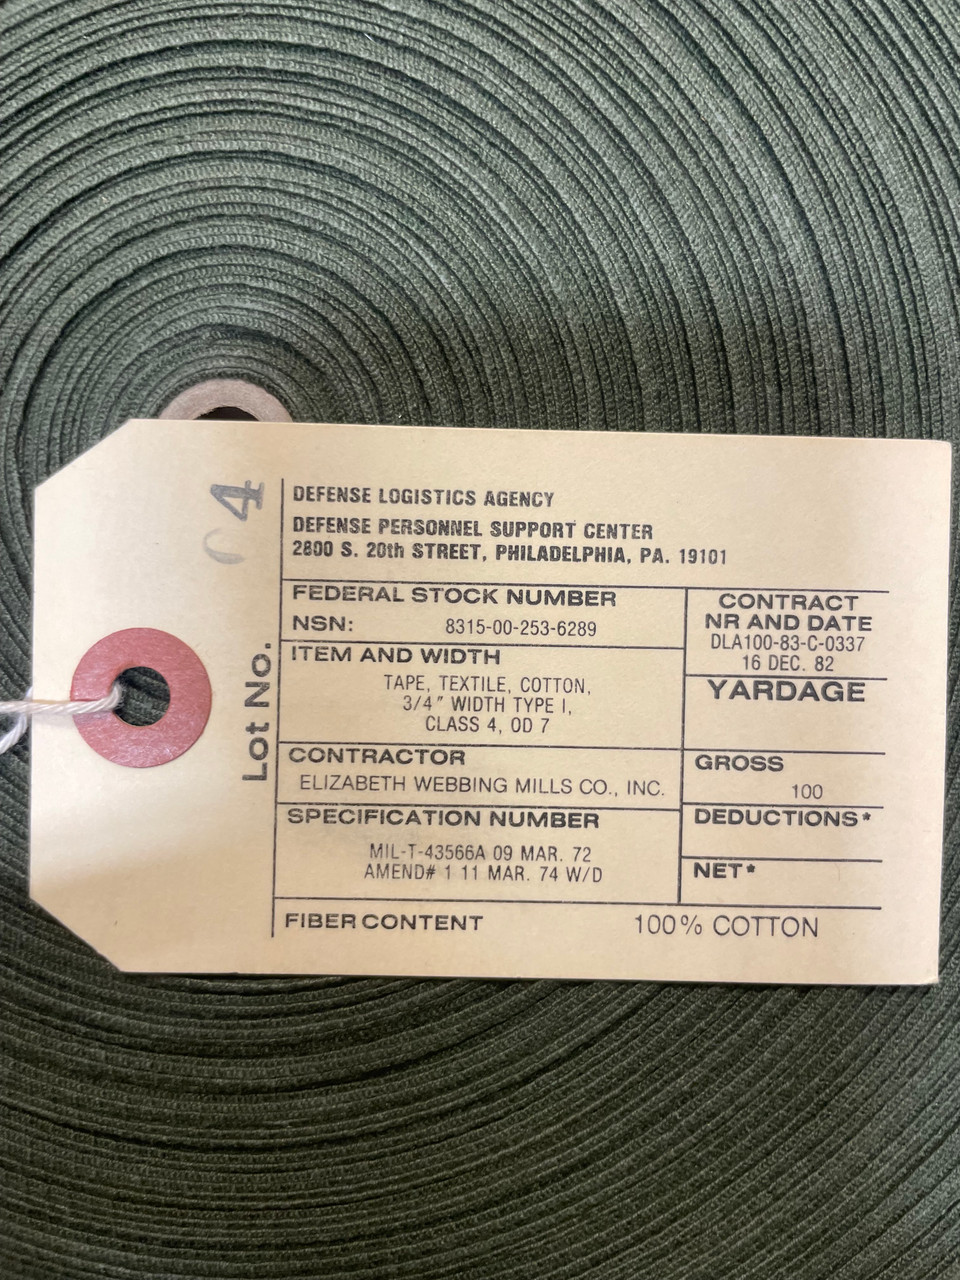 DEFENSE LOGISTICS AGENCY
DEFENSE PERSONNEL SUPPORT CENTER
2800 S. 20th STREET, PHILADELPHIA, PA. 19101
FEDERAL STOCK NUMBER
NSN: 8315-00-253-6289
CONTRACT
NR AND DATE
DLA100-83-C-0337
16 DEC. 82
ITEM AND WIDTH
TAPE, TEXTILE, COTTON,
3/4" WIDTH TYPE I,
CLASS 4, OD 7
YARDAGE
CONTRACTOR
ELIZABETH WEBBING MILLS CO., INC.
GROSS
100
SPECIFICATION NUMBER
MIL-T-43566A 09 MAR. 72
AMEND# 1 11 MAR. 74 W/D
DEDUCTIONS*
NET*
FIBER CONTENT 100% COTTON
Lot No. 4